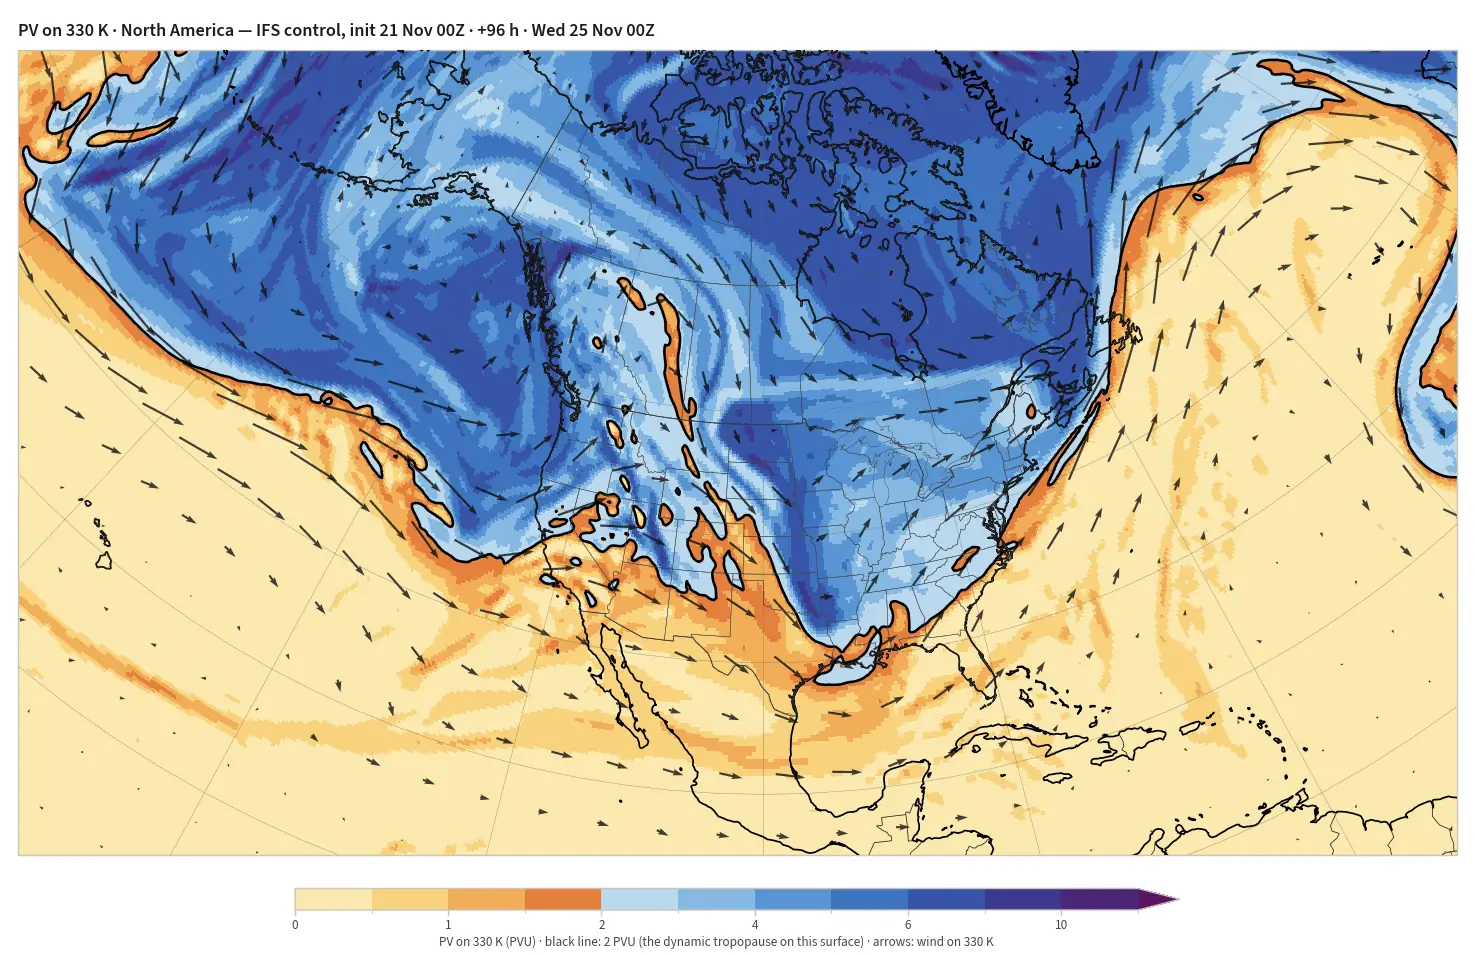 PV on 330 K · North America — IFS control, init 21 Nov 00Z · +96 h · Wed 25 Nov 00Z
0 1 2 4 6 10
PV on 330 K (PVU) · black line: 2 PVU (the dynamic tropopause on this surface) · arrows: wind on 330 K